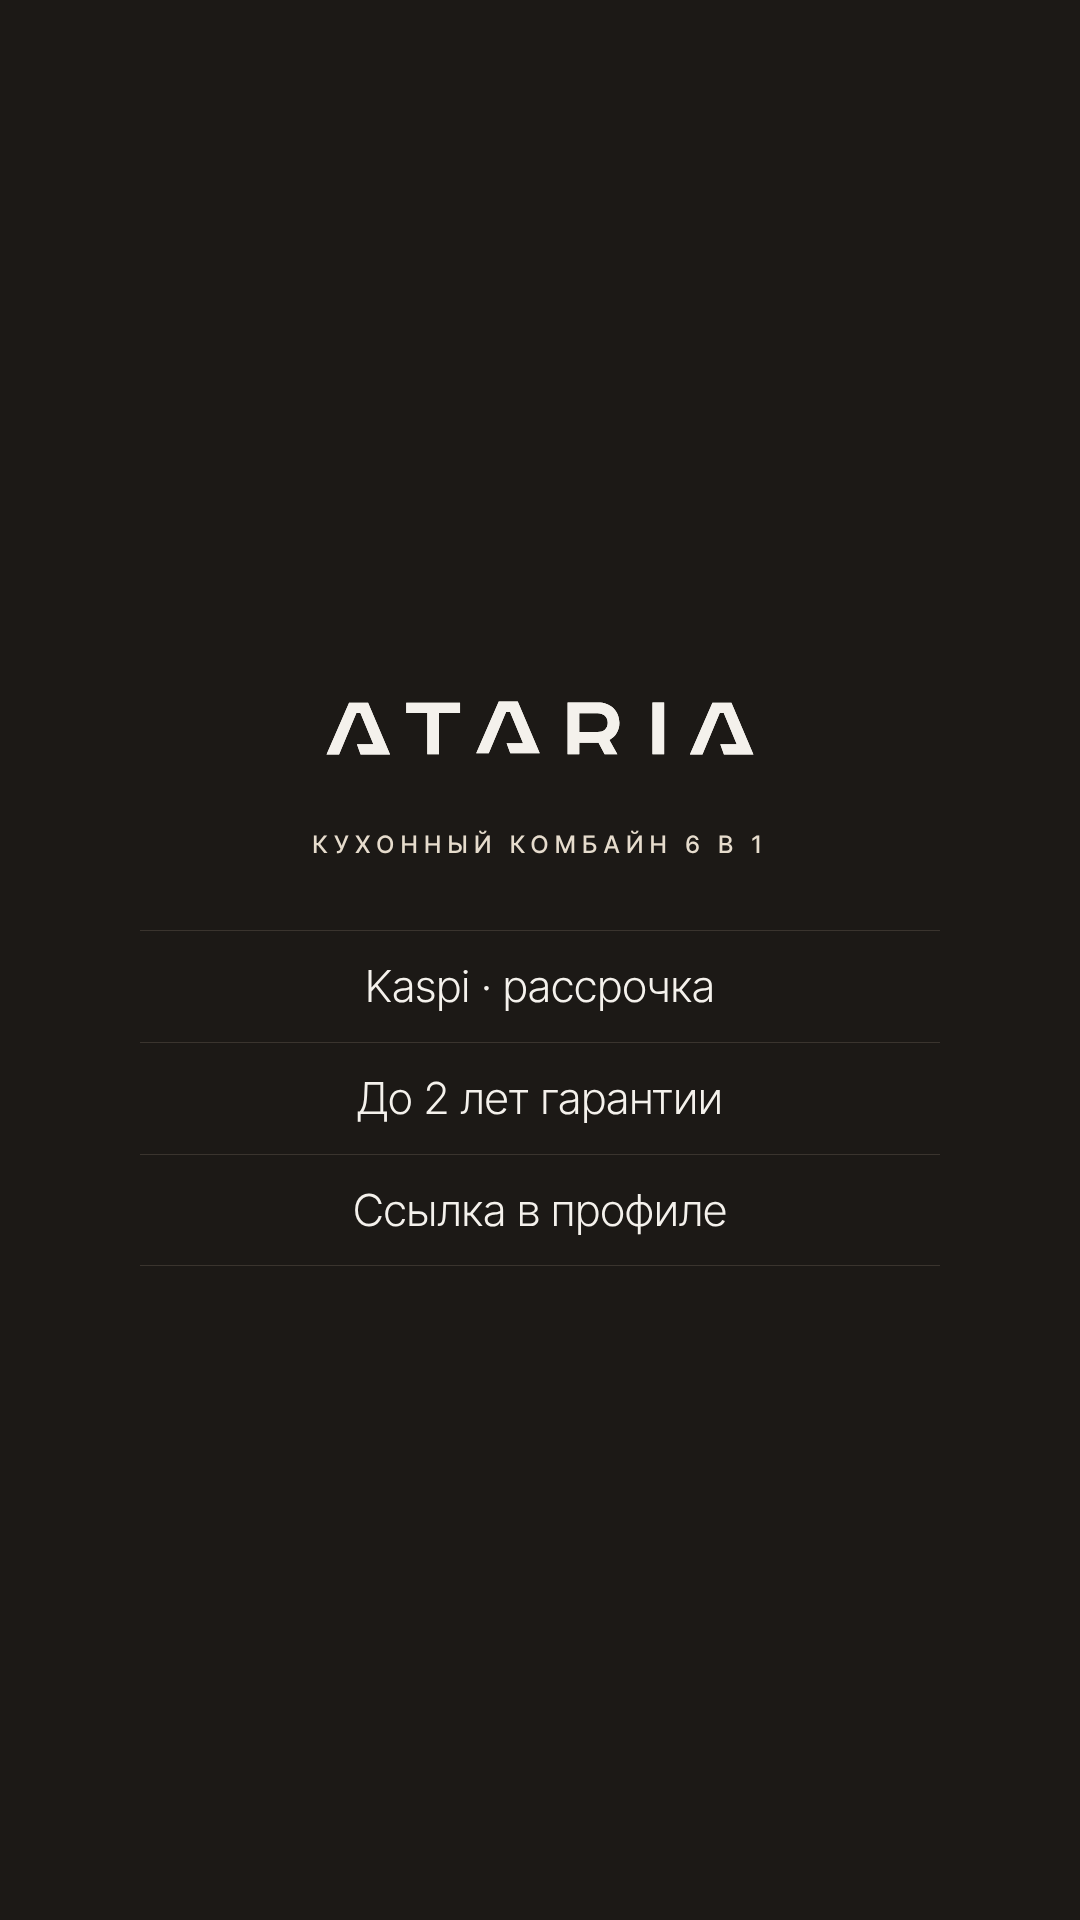 ATARIA
КУХОННЫЙ КОМБАЙН 6 В 1
Kaspi · рассрочка
До 2 лет гарантии
Ссылка в профиле